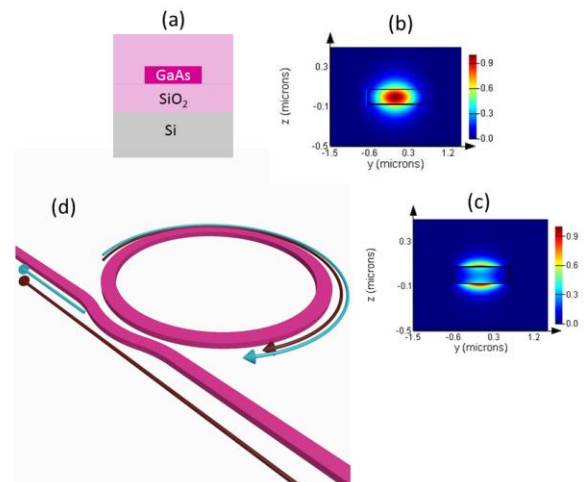 (a)
GaAs
SiO₂
Si
(b)
z (microns)
0.3
-0.1
-0.5
-1.5 -0.6 0.3 1.2
y (microns)
0.9
0.6
0.3
0.0
(c)
z (microns)
0.3
-0.1
-0.5
-1.5 -0.6 0.3 1.2
y (microns)
0.9
0.6
0.3
0.0
(d)